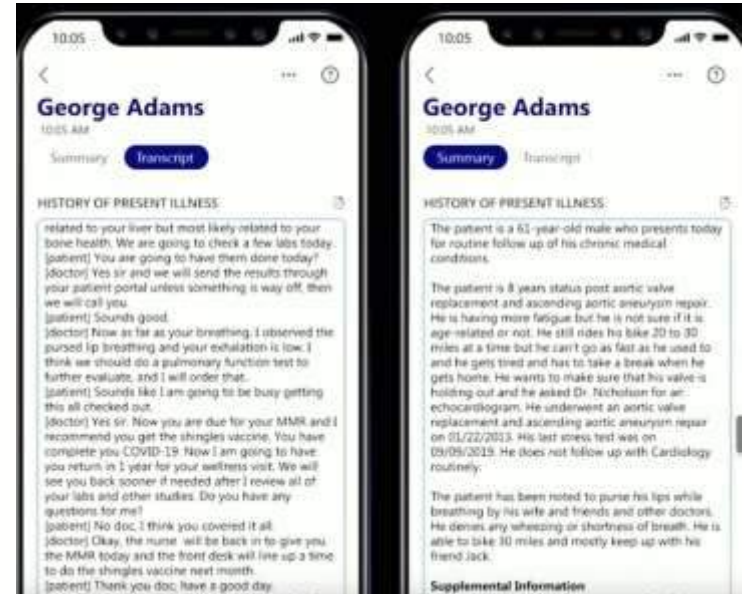 10:05
George Adams
10:05 AM
Summary Transcript
HISTORY OF PRESENT ILLNESS
related to your liver but most likely related to your
bone health. We are going to check a few labs today.
[patient] You are going to have them done today?
[doctor] Yes sir and we will send the results through
your patient portal unless something is way off, then
we will call you.
[patient] Sounds good.
[doctor] Now as far as your breathing, I observed the
pursed lip breathing and your exhalation is low. I
think we should do a pulmonary function test to
further evaluate, and I will order that.
[patient] Sounds like I am going to be busy getting
this all checked out.
[doctor] Yes sir. Now you are due for your MMR and I
recommend you get the shingles vaccine. You have
complete you COVID-19. Now I am going to have
you return in 1 year for your wellness visit. We will
see you back sooner if needed after I review all of
your labs and other studies. Do you have any
questions for me?
[patient] No doc, I think you covered it all.
[doctor] Okay, the nurse will be back in to give you
the MMR today and the front desk will line up a time
to do the shingles vaccine next month.
[patient] Thank you doc, have a good day.
10:05
George Adams
10:05 AM
Summary Transcript
HISTORY OF PRESENT ILLNESS
The patient is a 61-year-old male who presents today
for routine follow up of his chronic medical
conditions.
The patient is 8 years status post aortic valve
replacement and ascending aortic aneurysm repair.
He is having more fatigue but he is not sure if it is
age-related or not. He still rides his bike 20 to 30
miles at a time but he can't go as fast as he used to
and he gets tired and has to take a break when he
gets home. He wants to make sure that his valve is
holding out and he asked Dr. Nicholson for an
echocardiogram. He underwent an aortic valve
replacement and ascending aortic aneurysm repair
on 01/22/2013. His last stress test was on
09/09/2019. He does not follow up with Cardiology
routinely.
The patient has been noted to purse his lips while
breathing by his wife and friends and other doctors.
He denies any wheezing or shortness of breath. He is
able to bike 30 miles and mostly keep up with his
friend Jack.
Supplemental Information